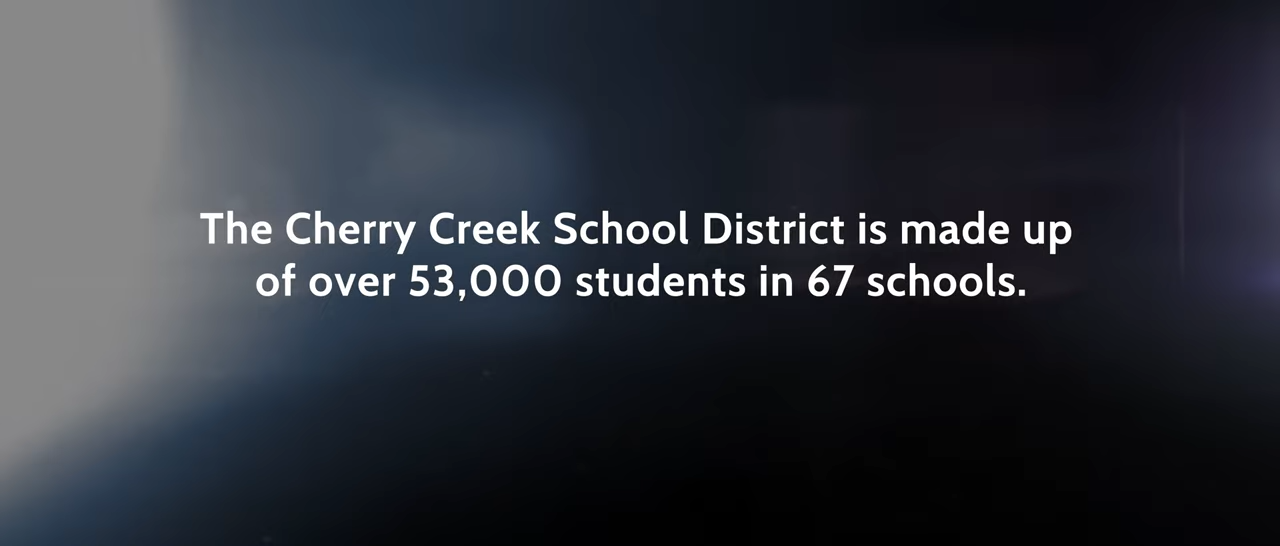 The Cherry Creek School District is made up
of over 53,000 students in 67 schools.